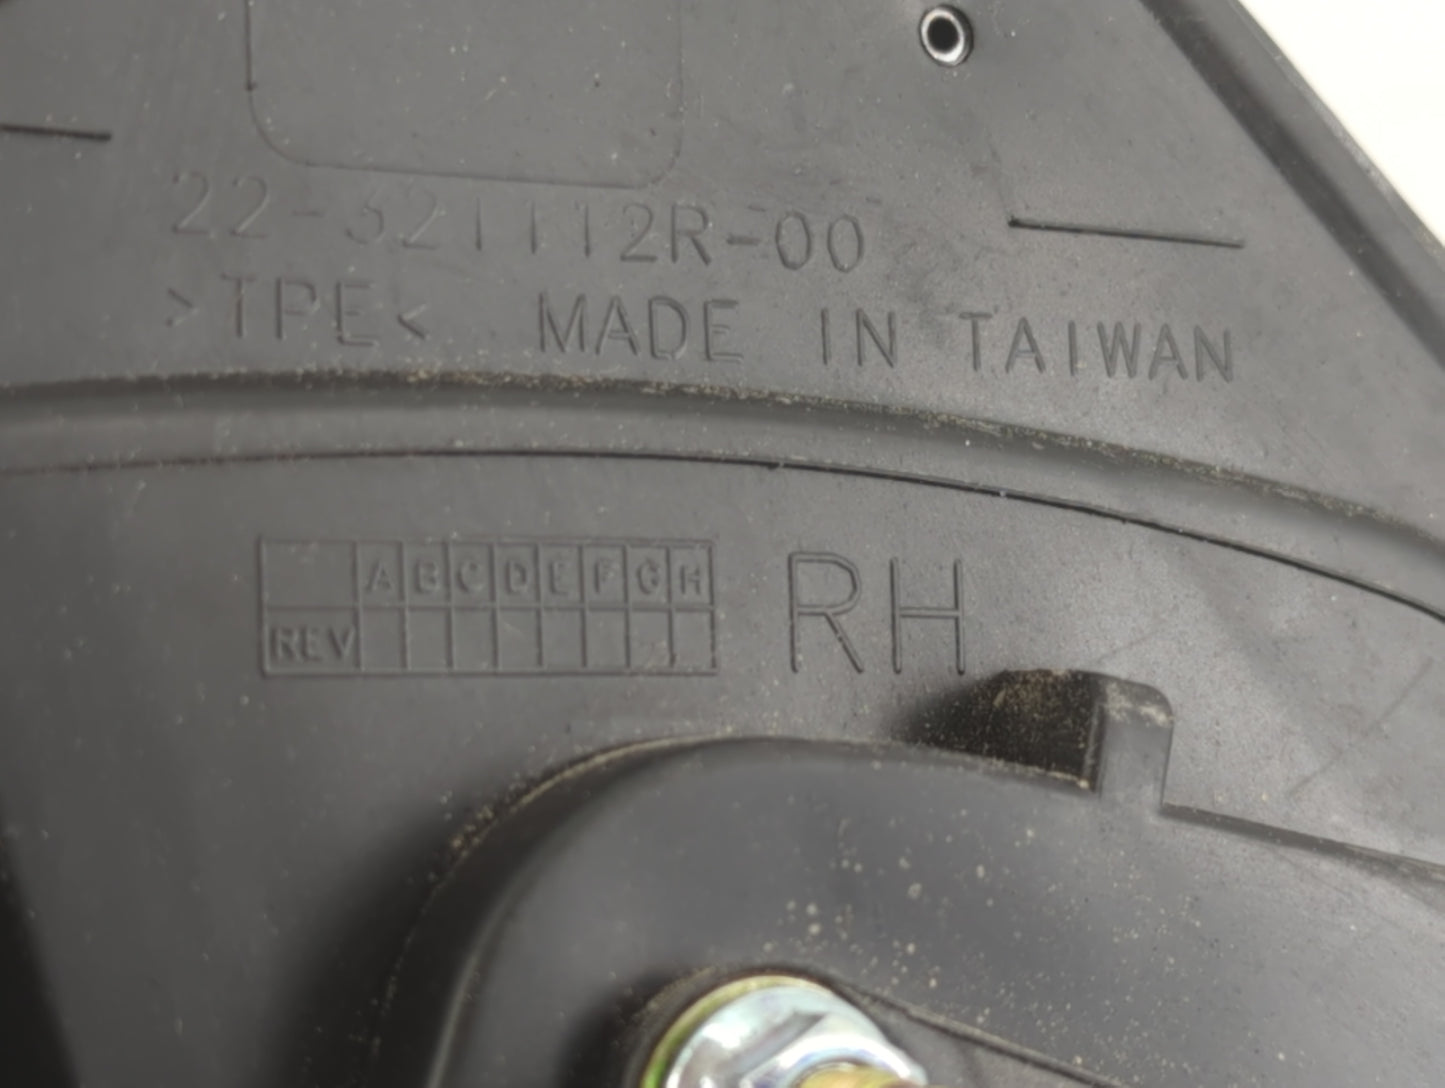 22-321112R-00
>TPE< MADE IN TAIWAN
A B C D E F G H
REV
RH